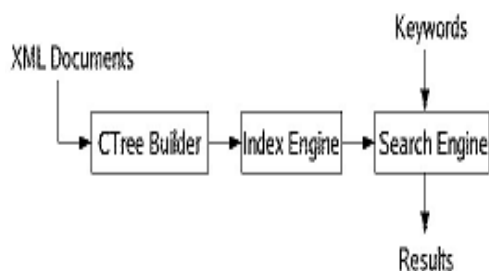 Keywords
XML Documents
CTree Builder
Index Engine
Search Engine
Results